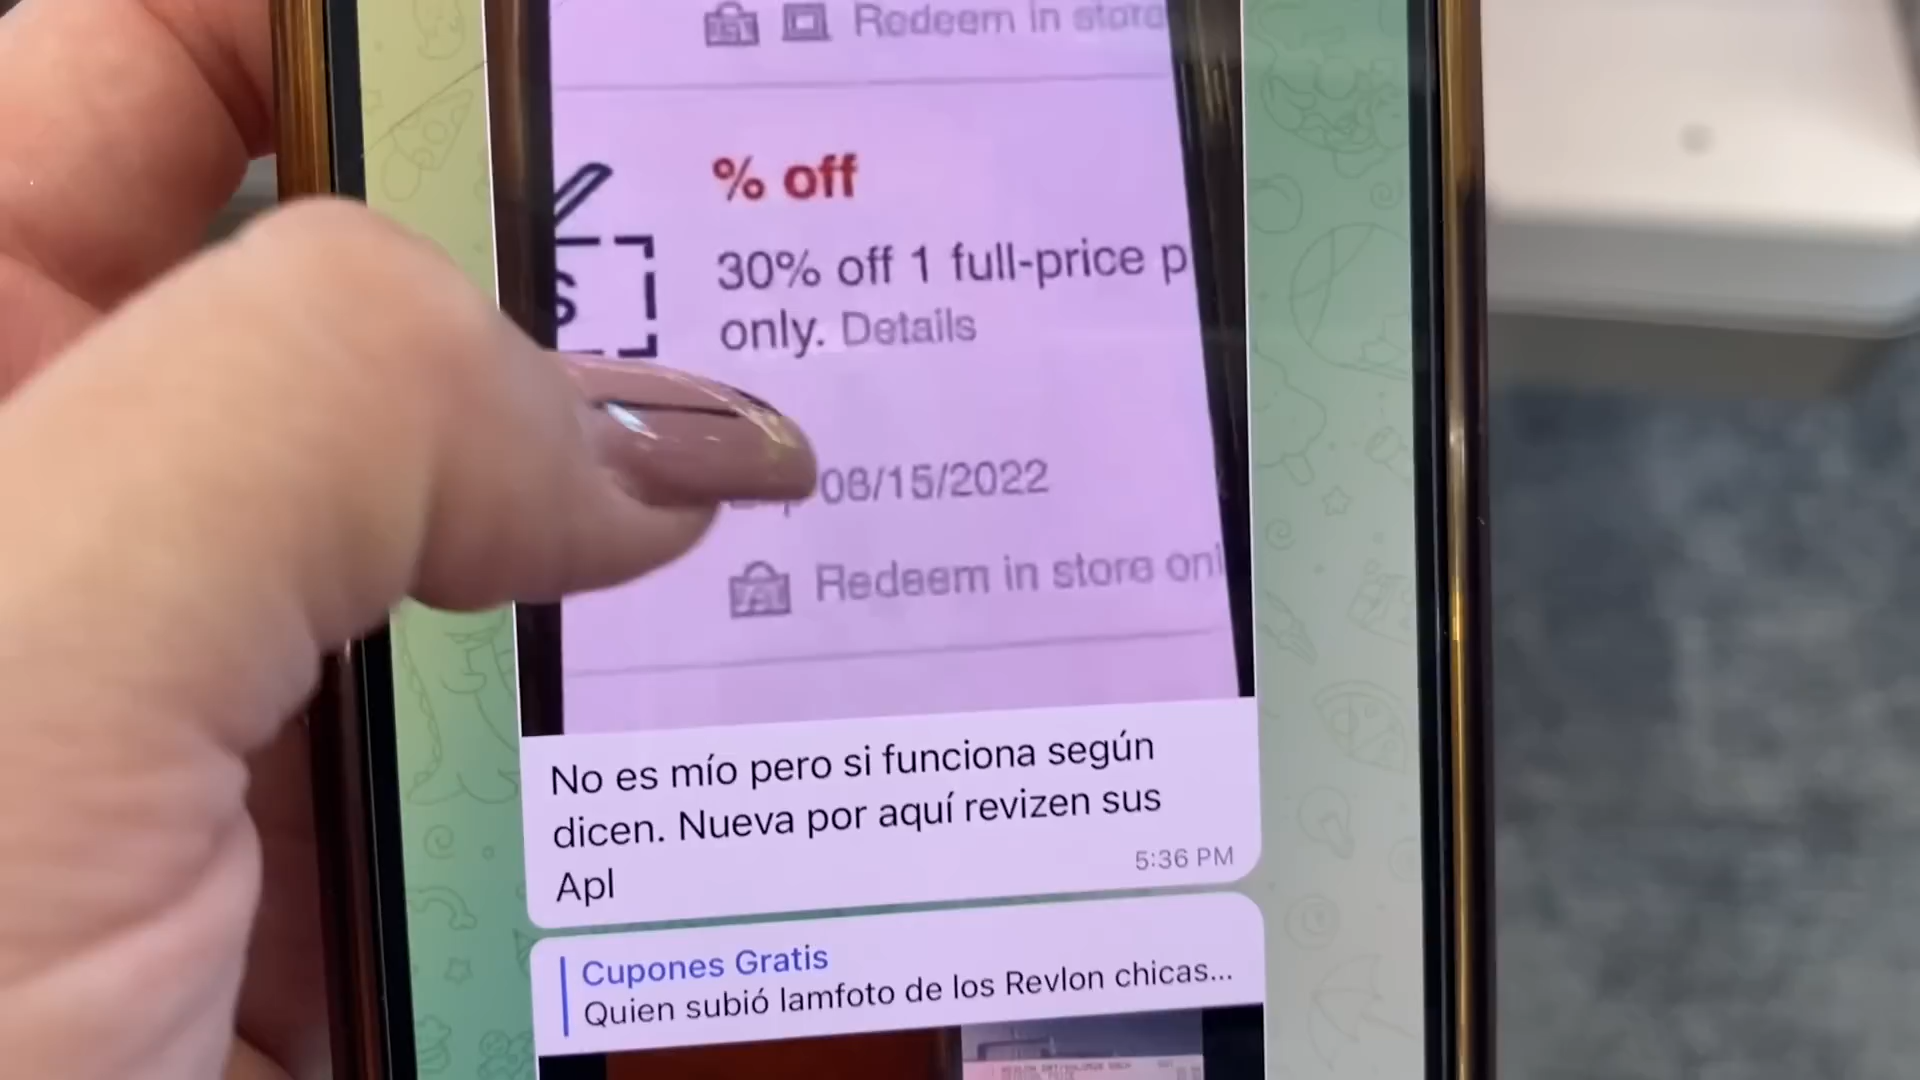 Redeem in store
% off
30% off 1 full-price p
only. Details
08/15/2022
Redeem in store onl
No es mío pero si funciona según
dicen. Nueva por aquí revizen sus
Apl
5:36 PM
Cupones Gratis
Quien subió lamfoto de los Revlon chicas...